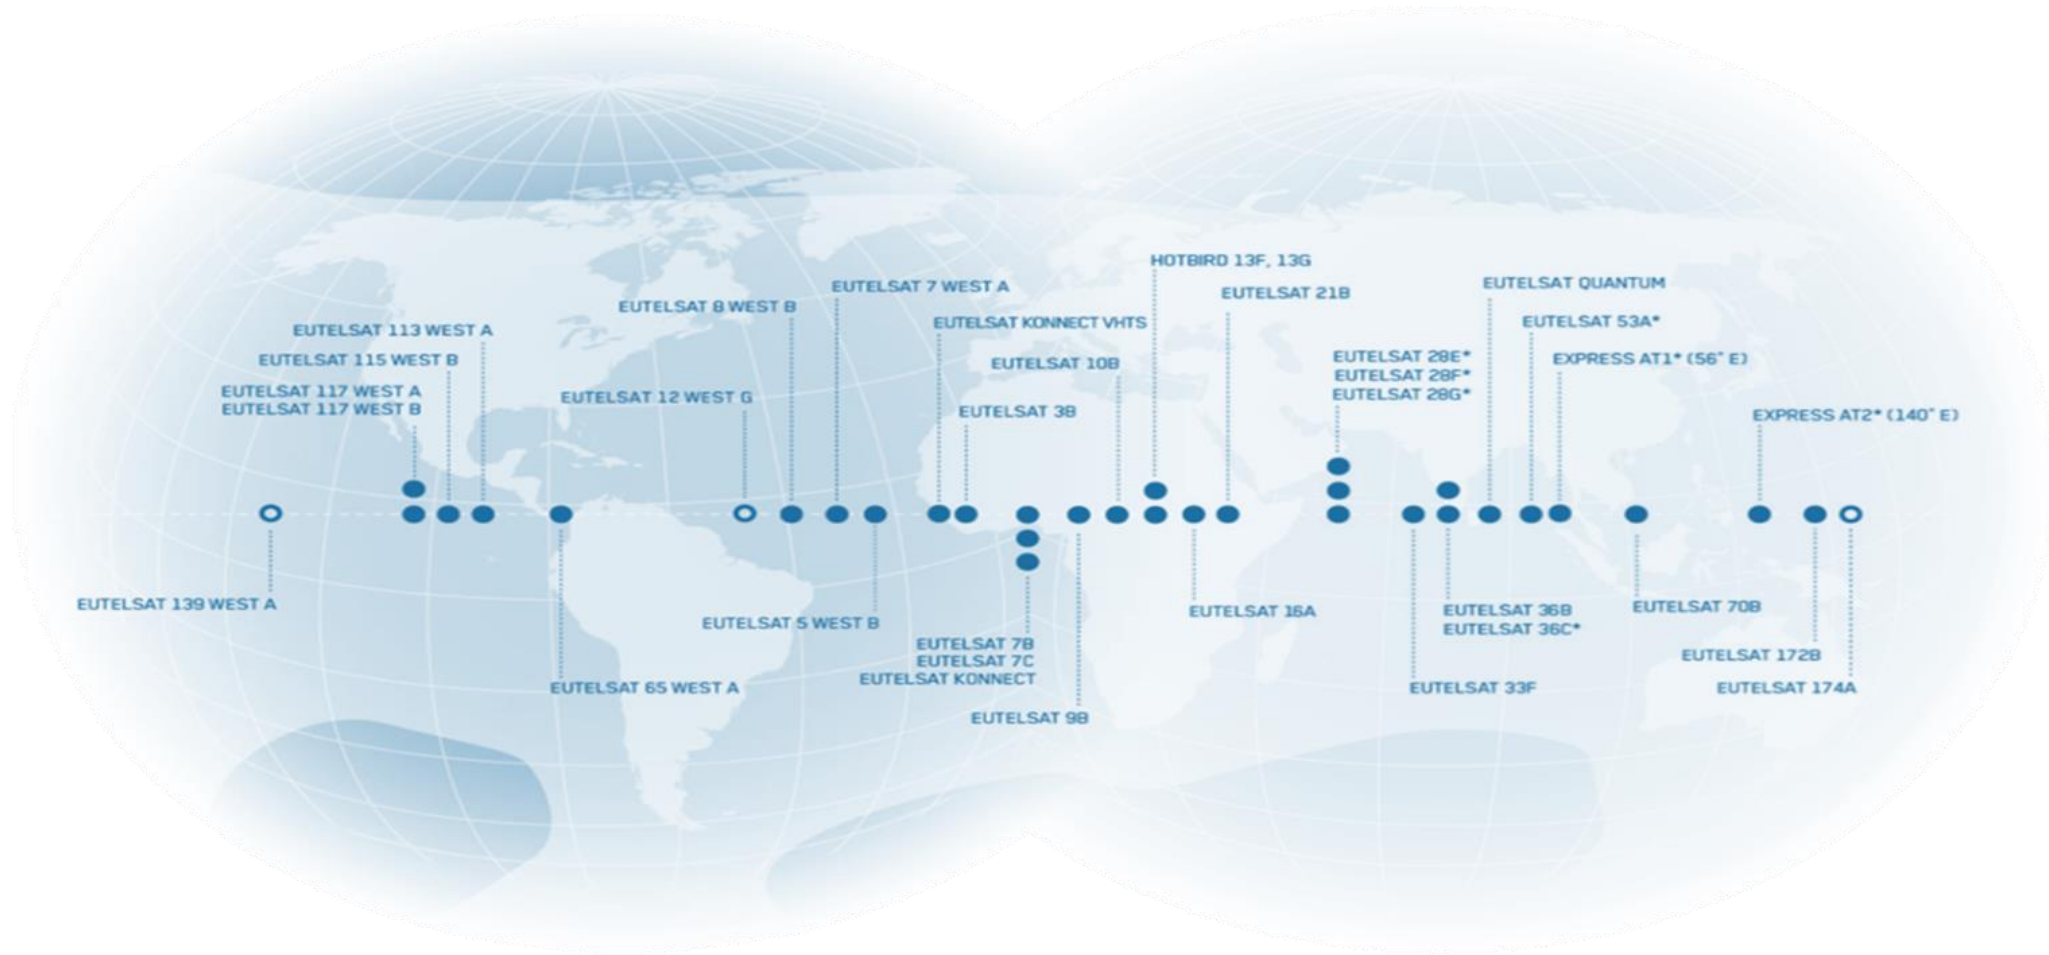 HOTBIRD 13F, 13G
EUTELSAT QUANTUM
EUTELSAT 7 WEST A
EUTELSAT 21B
EUTELSAT 8 WEST B
EUTELSAT KONNECT VHTS
EUTELSAT 53A*
EUTELSAT 113 WEST A
EUTELSAT 115 WEST B
EUTELSAT 10B
EUTELSAT 28E*
EUTELSAT 28F*
EUTELSAT 28G*
EXPRESS AT1* (56° E)
EUTELSAT 117 WEST A
EUTELSAT 117 WEST B
EUTELSAT 12 WEST G
EUTELSAT 3B
EXPRESS AT2* (140° E)
EUTELSAT 139 WEST A
EUTELSAT 5 WEST B
EUTELSAT 16A
EUTELSAT 36B
EUTELSAT 36C*
EUTELSAT 70B
EUTELSAT 7B
EUTELSAT 7C
EUTELSAT KONNECT
EUTELSAT 172B
EUTELSAT 65 WEST A
EUTELSAT 33F
EUTELSAT 174A
EUTELSAT 9B